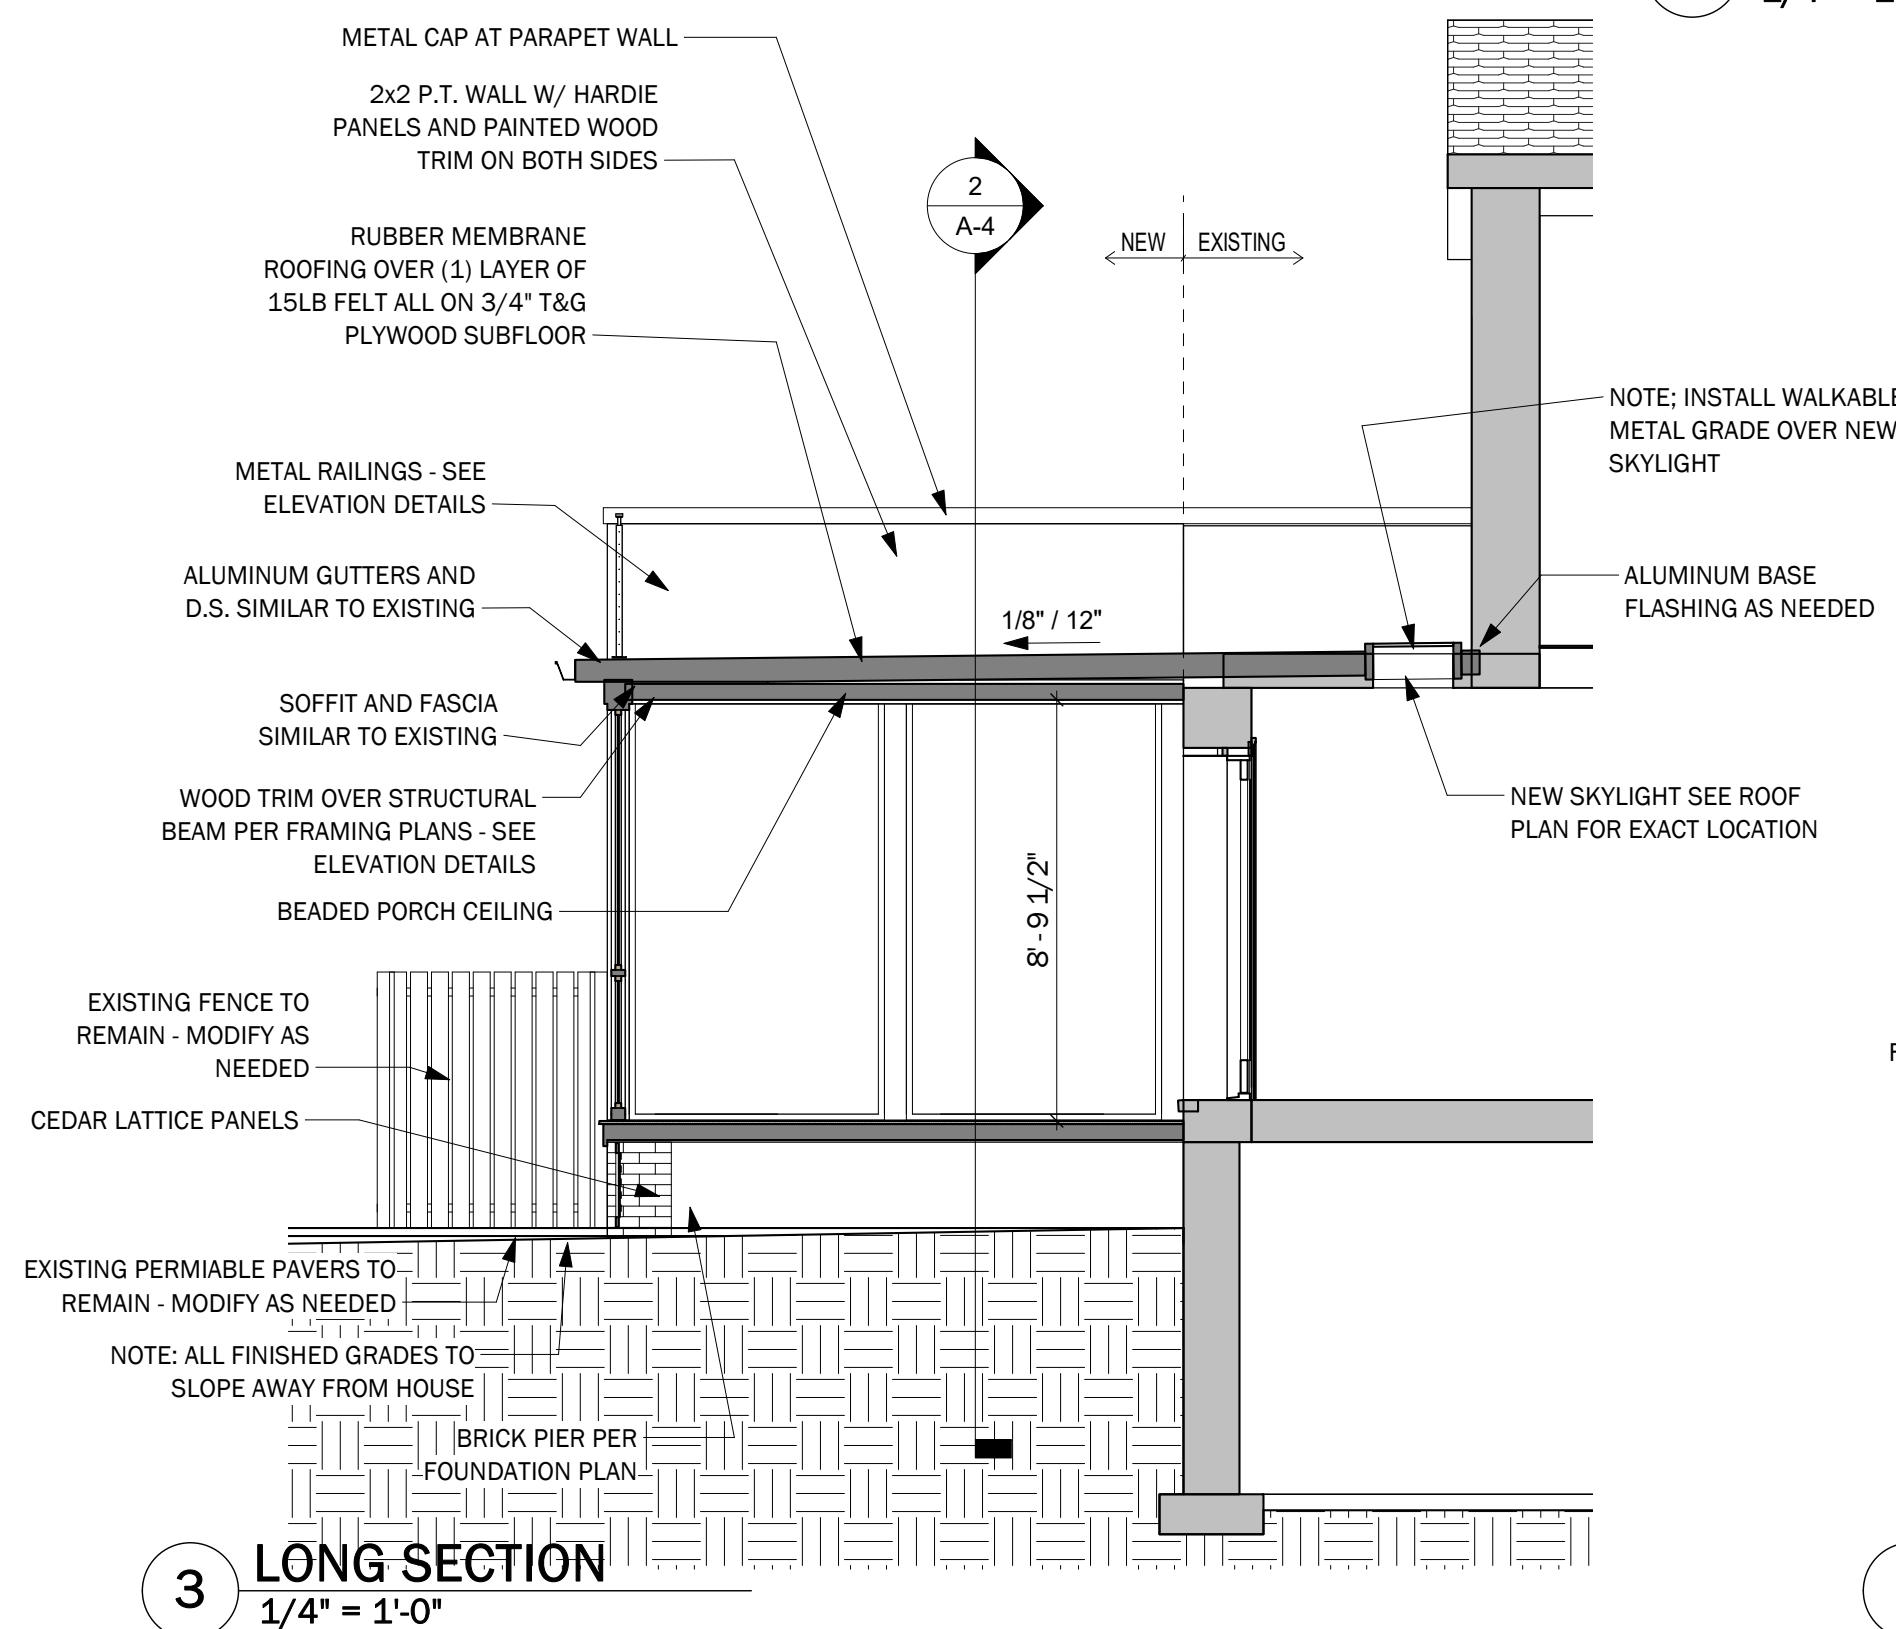 METAL CAP AT PARAPET WALL
2x2 P.T. WALL W/ HARDIE
PANELS AND PAINTED WOOD
TRIM ON BOTH SIDES
RUBBER MEMBRANE
ROOFING OVER (1) LAYER OF
15LB FELT ALL ON 3/4" T&G
PLYWOOD SUBFLOOR
METAL RAILINGS - SEE
ELEVATION DETAILS
ALUMINUM GUTTERS AND
D.S. SIMILAR TO EXISTING
SOFFIT AND FASCIA
SIMILAR TO EXISTING
WOOD TRIM OVER STRUCTURAL
BEAM PER FRAMING PLANS - SEE
ELEVATION DETAILS
BEADED PORCH CEILING
EXISTING FENCE TO
REMAIN - MODIFY AS
NEEDED
CEDAR LATTICE PANELS
EXISTING PERMIABLE PAVERS TO
REMAIN - MODIFY AS NEEDED
NOTE: ALL FINISHED GRADES TO
SLOPE AWAY FROM HOUSE
BRICK PIER PER
FOUNDATION PLAN
2
A-4
NEW EXISTING
1/8" / 12"
8' - 9 1/2"
NOTE; INSTALL WALKABLE
METAL GRADE OVER NEW
SKYLIGHT
ALUMINUM BASE
FLASHING AS NEEDED
NEW SKYLIGHT SEE ROOF
PLAN FOR EXACT LOCATION
3
LONG SECTION
1/4" = 1'-0"